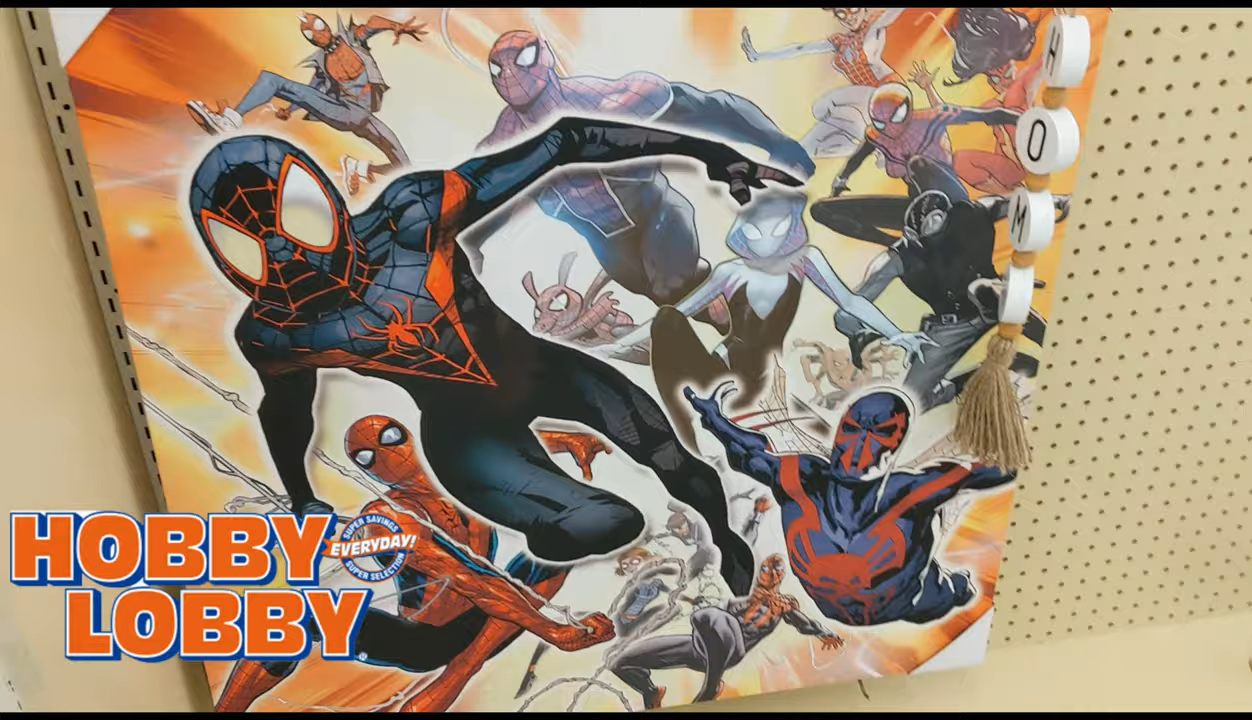 H
O
M
HOBBY
LOBBY
SUPER SAVINGS
EVERYDAY!
SUPER SELECTION